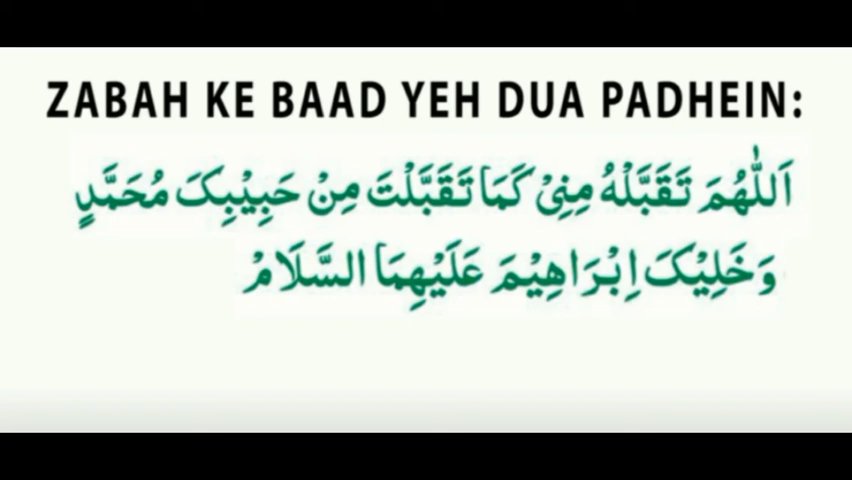 ZABAH KE BAAD YEH DUA PADHEIN:
اَللّٰهُمَ تَقَبَّلْهُ مِنِیْ كَمَا تَقَبَّلْتَ مِنْ حَبِيْبِکَ مُحَمَّدٍ
وَخَلِيْکَ اِبْرَاهِيْمَ عَلَيْهِمَا السَّلَامْ